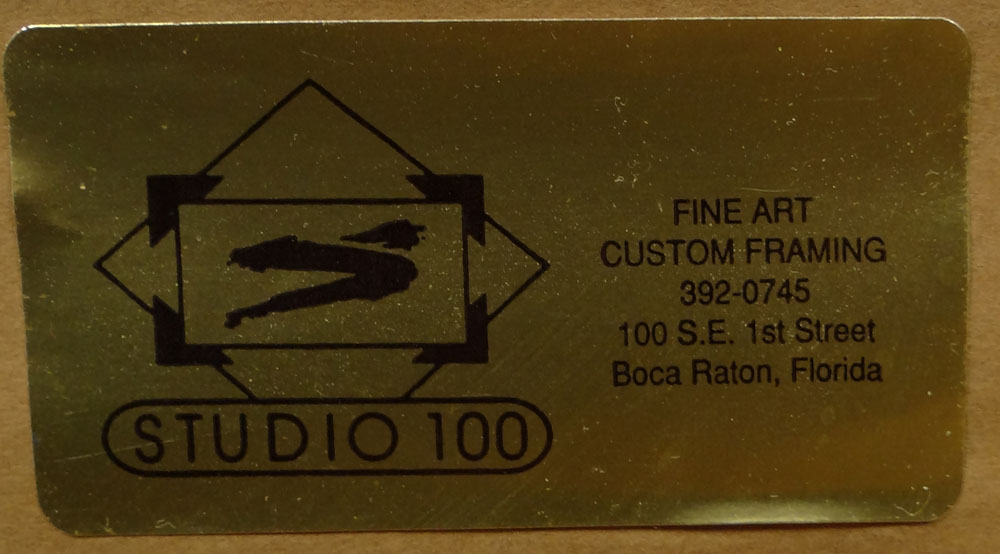 STUDIO 100
FINE ART
CUSTOM FRAMING
392-0745
100 S.E. 1st Street
Boca Raton, Florida